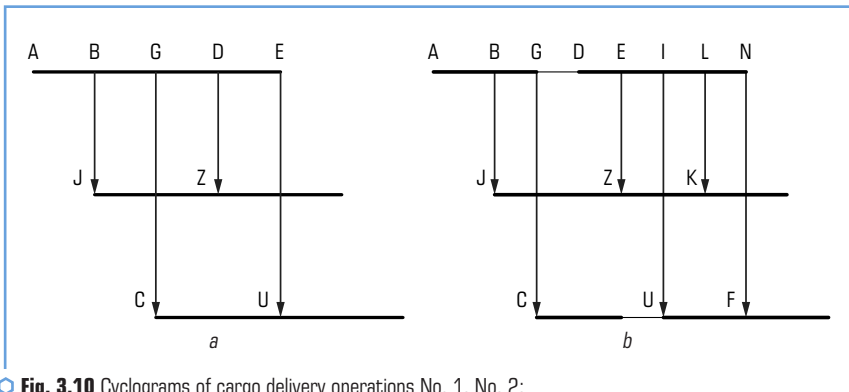 A B G D E A B G D E I L N
J Z J Z K
C U C U F
a b
Fig. 3.10 Cyclograms of cargo delivery operations No. 1, No. 2: